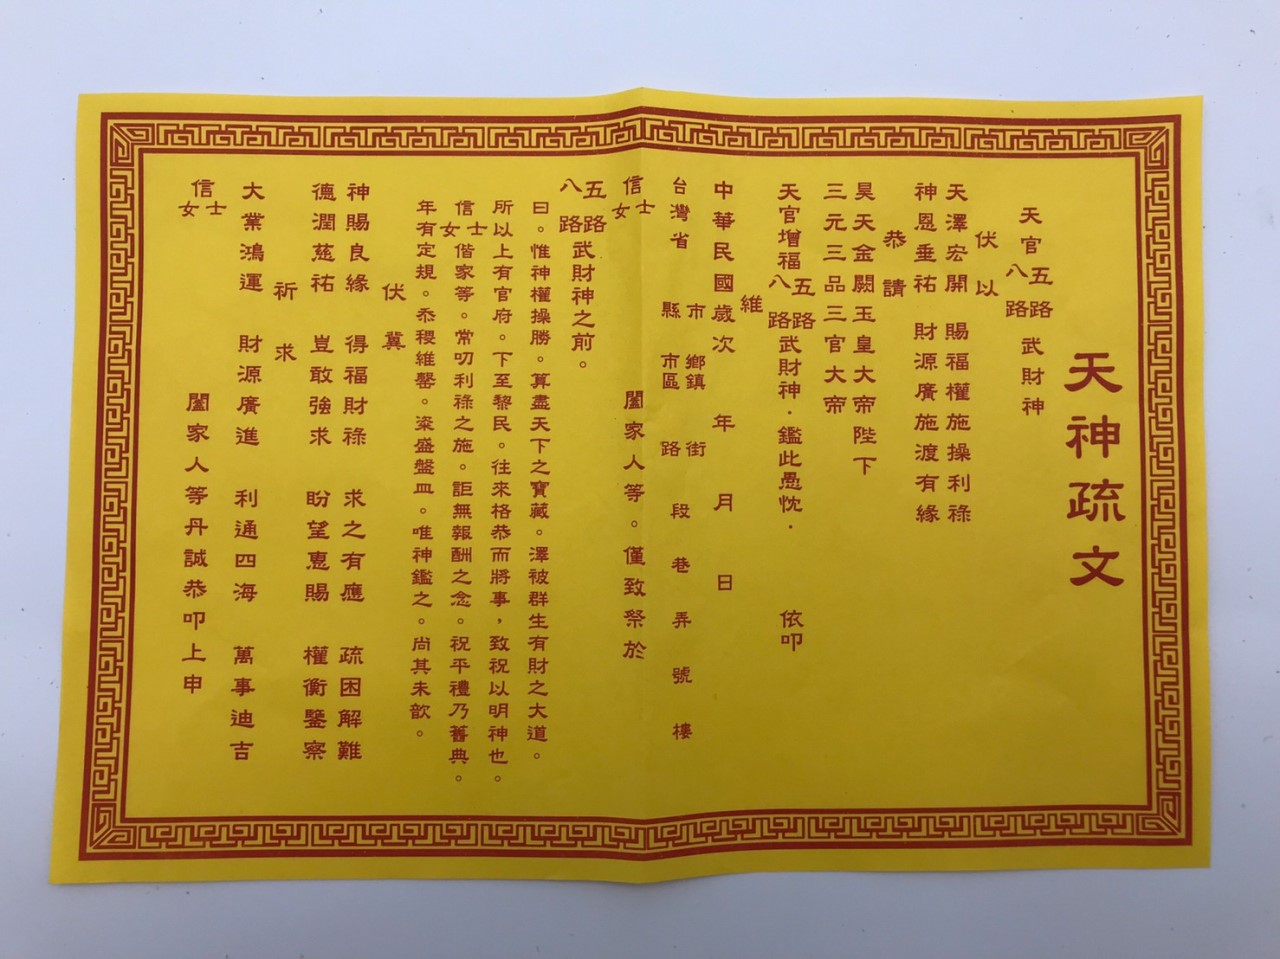 天神疏文
天官五路八路武財神
伏以
天澤宏開 賜福權施操利祿
神恩垂祐 財源廣施渡有緣
恭請
昊天金闕玉皇大帝陛下
三元三品三官大帝
天官增福五路八路武財神．鑑此愚忱． 依叩
維
中華民國歲次 年 月 日
台灣省 市縣 鄉鎮市區 街路 段 巷 弄 號 樓
信士女 闔家人等。僅致祭於
五路八路武財神之前。
曰。惟神權操勝。算盡天下之寶藏。澤被群生有財之大道。
所以上有官府。下至黎民。往來格恭而將事，致祝以明神也。
信士女偕家等。常叨利祿之施。詎無報酬之念。祝平禮乃舊典。
年有定規。黍稷維馨。粢盛盤皿。唯神鑑之。尚其未歆。
伏冀
神賜良緣 得福財祿 求之有應 疏困解難
德潤慈祐 豈敢強求 盼望惠賜 權衡鑒察
祈求
大業鴻運 財源廣進 利通四海 萬事迪吉
信士女 闔家人等丹誠恭叩上申